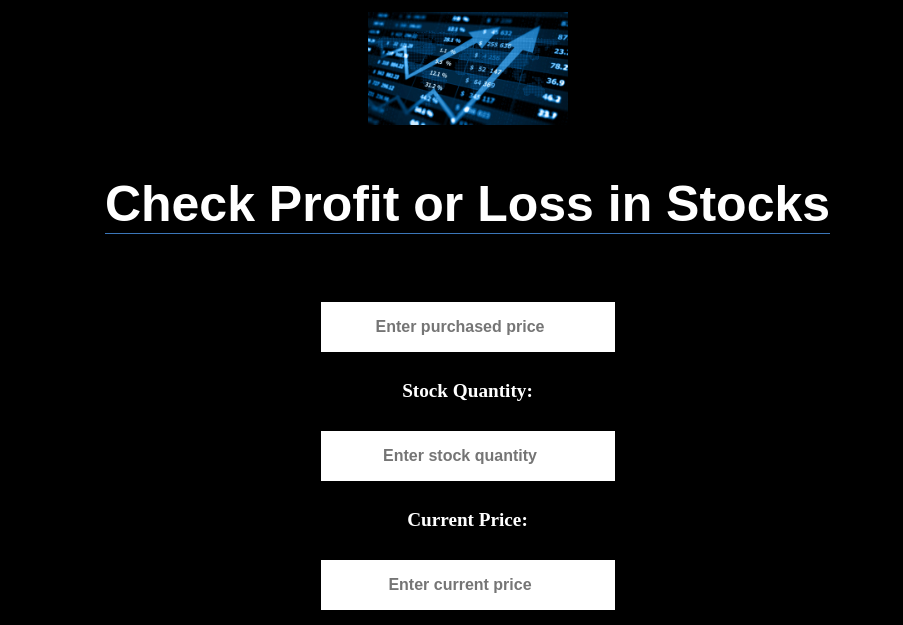 Check Profit or Loss in Stocks
Enter purchased price
Stock Quantity:
Enter stock quantity
Current Price:
Enter current price